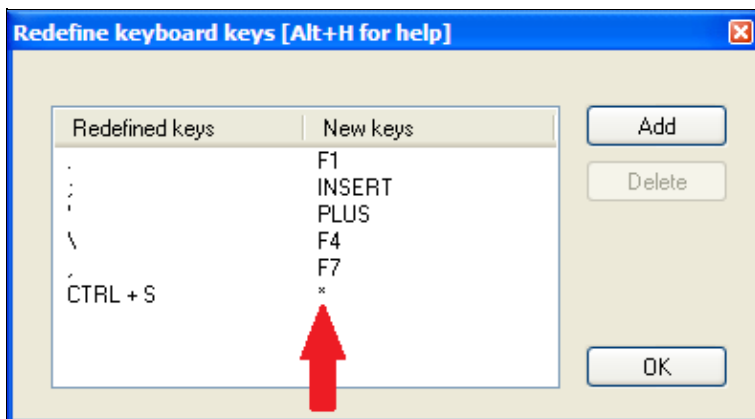 Redefine keyboard keys [Alt+H for help]
Redefined keys New keys
Add
. F1
; INSERT
Delete
' PLUS
\ F4
, F7
CTRL + S *
OK